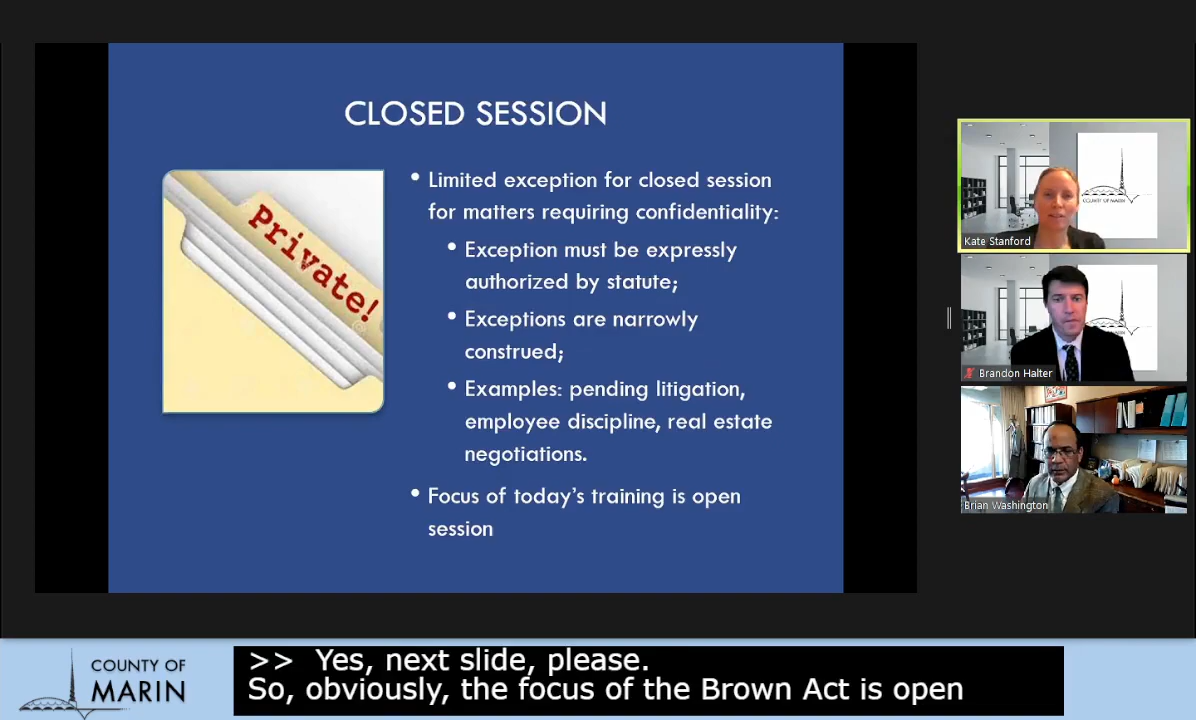 CLOSED SESSION
Private!
• Limited exception for closed session
for matters requiring confidentiality:
• Exception must be expressly
authorized by statute;
• Exceptions are narrowly
construed;
• Examples: pending litigation,
employee discipline, real estate
negotiations.
• Focus of today's training is open
session
COUNTY OF MARIN
Kate Stanford
Brandon Halter
Brian Washington
COUNTY OF
MARIN
>> Yes, next slide, please.
So, obviously, the focus of the Brown Act is open